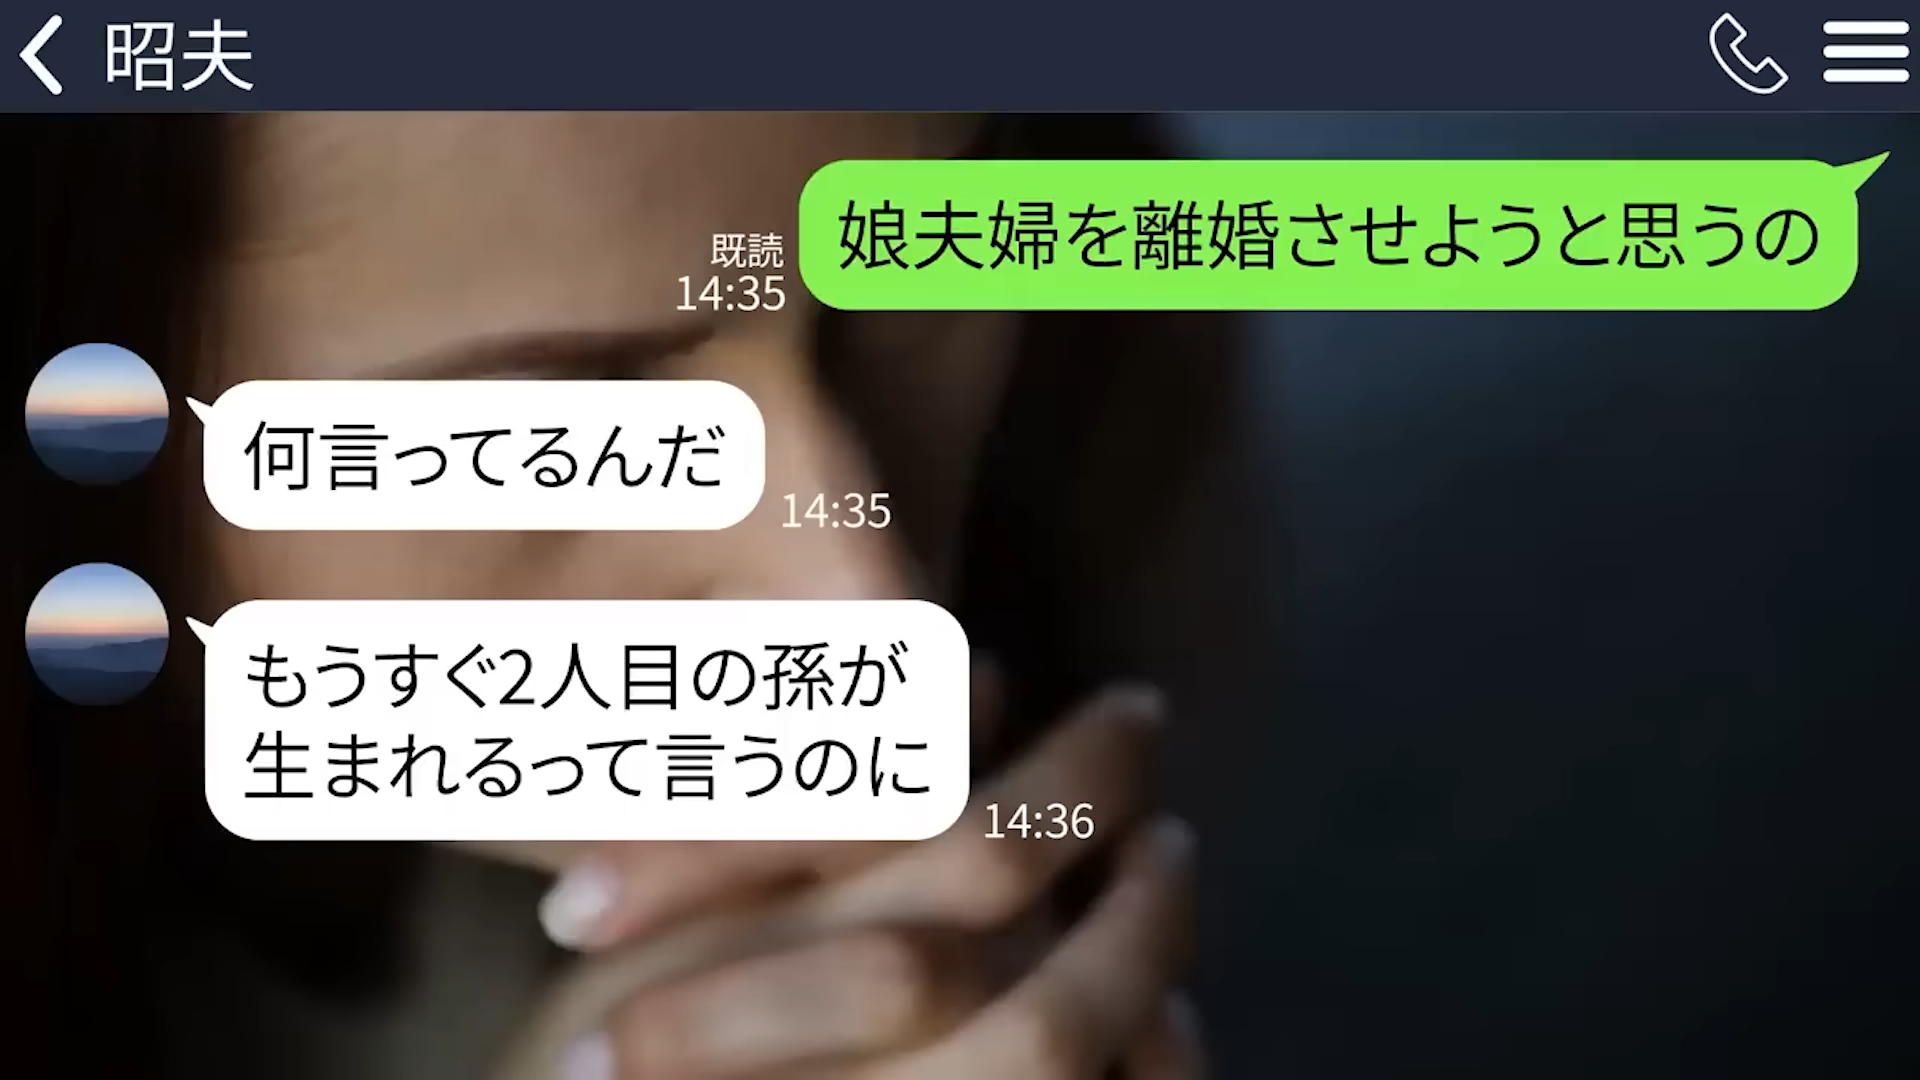 昭夫
娘夫婦を離婚させようと思うの
既読
14:35
何言ってるんだ
14:35
もうすぐ2人目の孫が
生まれるって言うのに
14:36